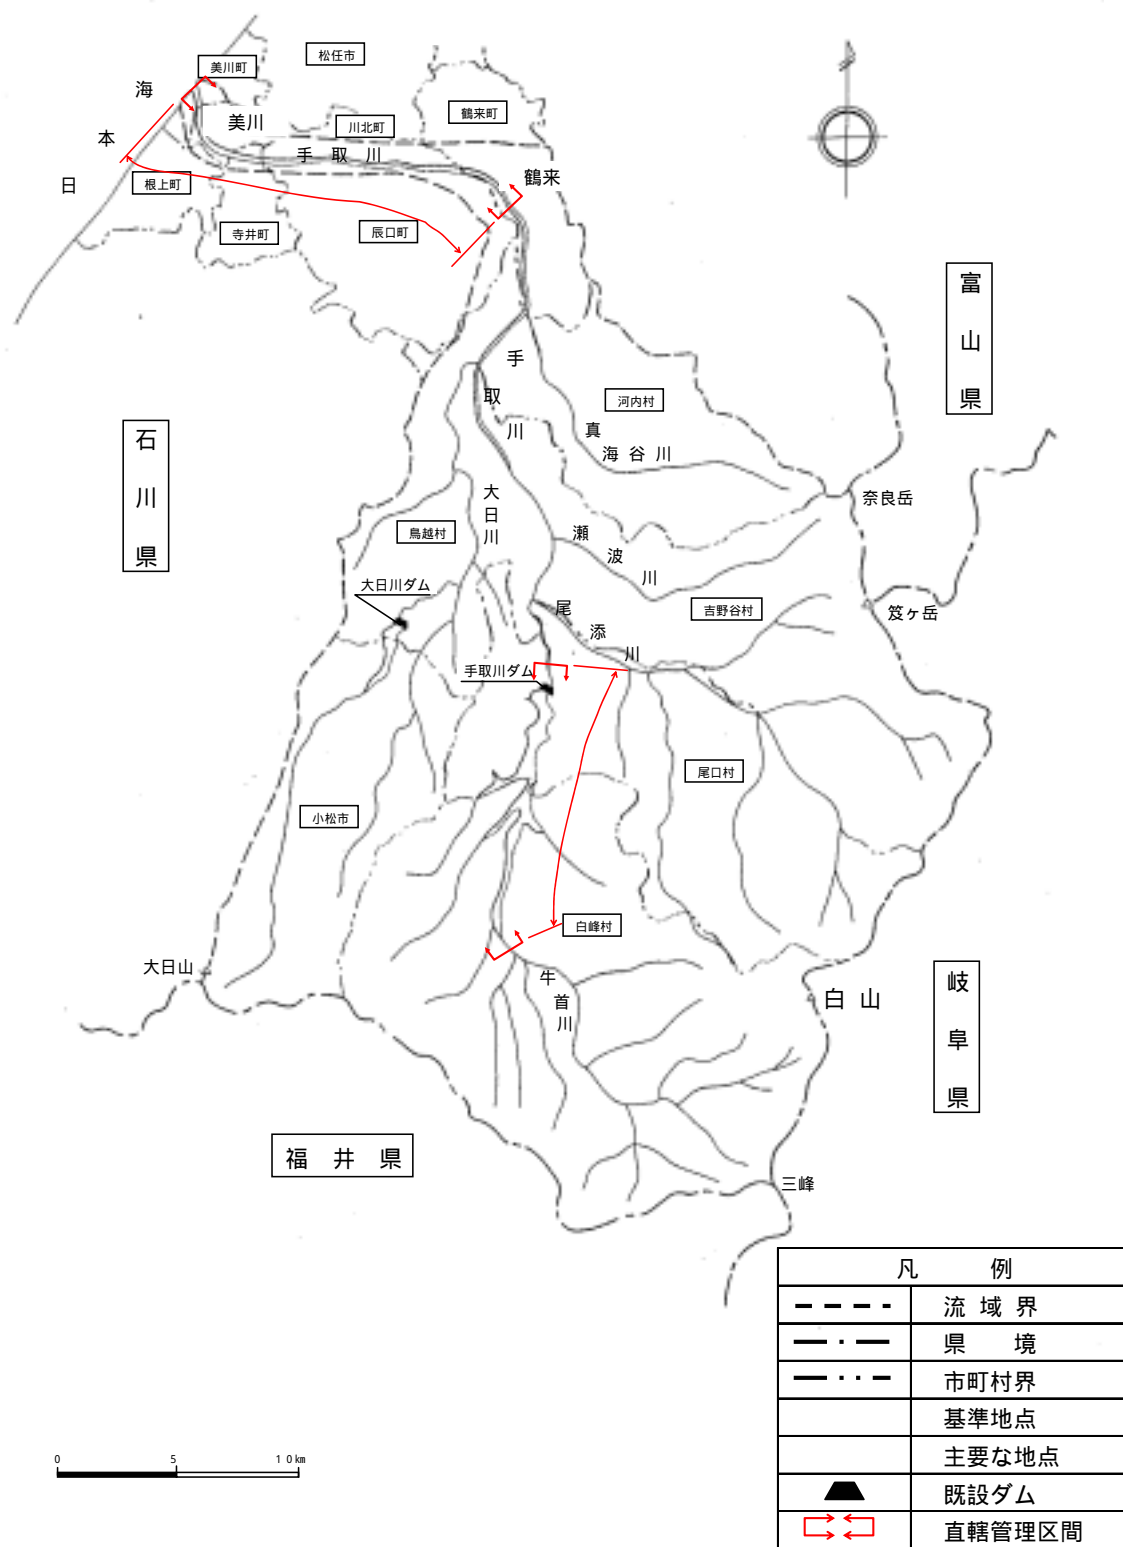 松任市
美川町
海
本
日
美川
川北町
鶴来町
手取川
鶴来
根上町
寺井町
辰口町
富山県
手取川
河内村
石川県
真
海谷川
奈良岳
大日川
鳥越村
瀬波川
大日川ダム
尾添川
吉野谷村
笈ヶ岳
手取川ダム
尾口村
小松市
白峰村
大日山
牛首川
白山
岐阜県
福井県
三峰
凡例
流域界
県境
市町村界
基準地点
主要な地点
既設ダム
直轄管理区間
0 5 10km